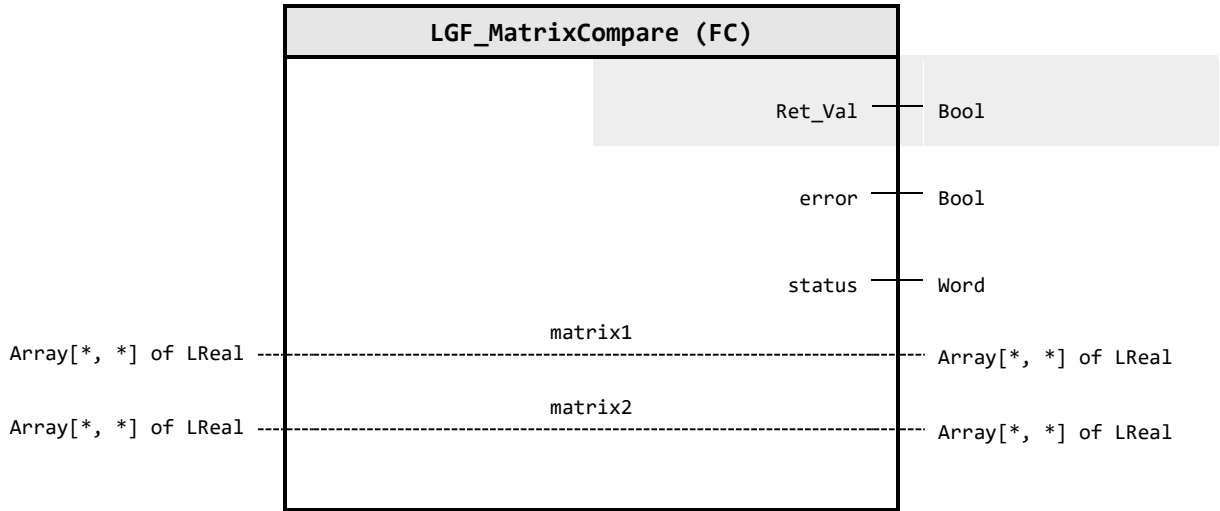 LGF_MatrixCompare (FC)
Ret_Val Bool
error Bool
status Word
matrix1
Array[*, *] of LReal Array[*, *] of LReal
matrix2
Array[*, *] of LReal Array[*, *] of LReal